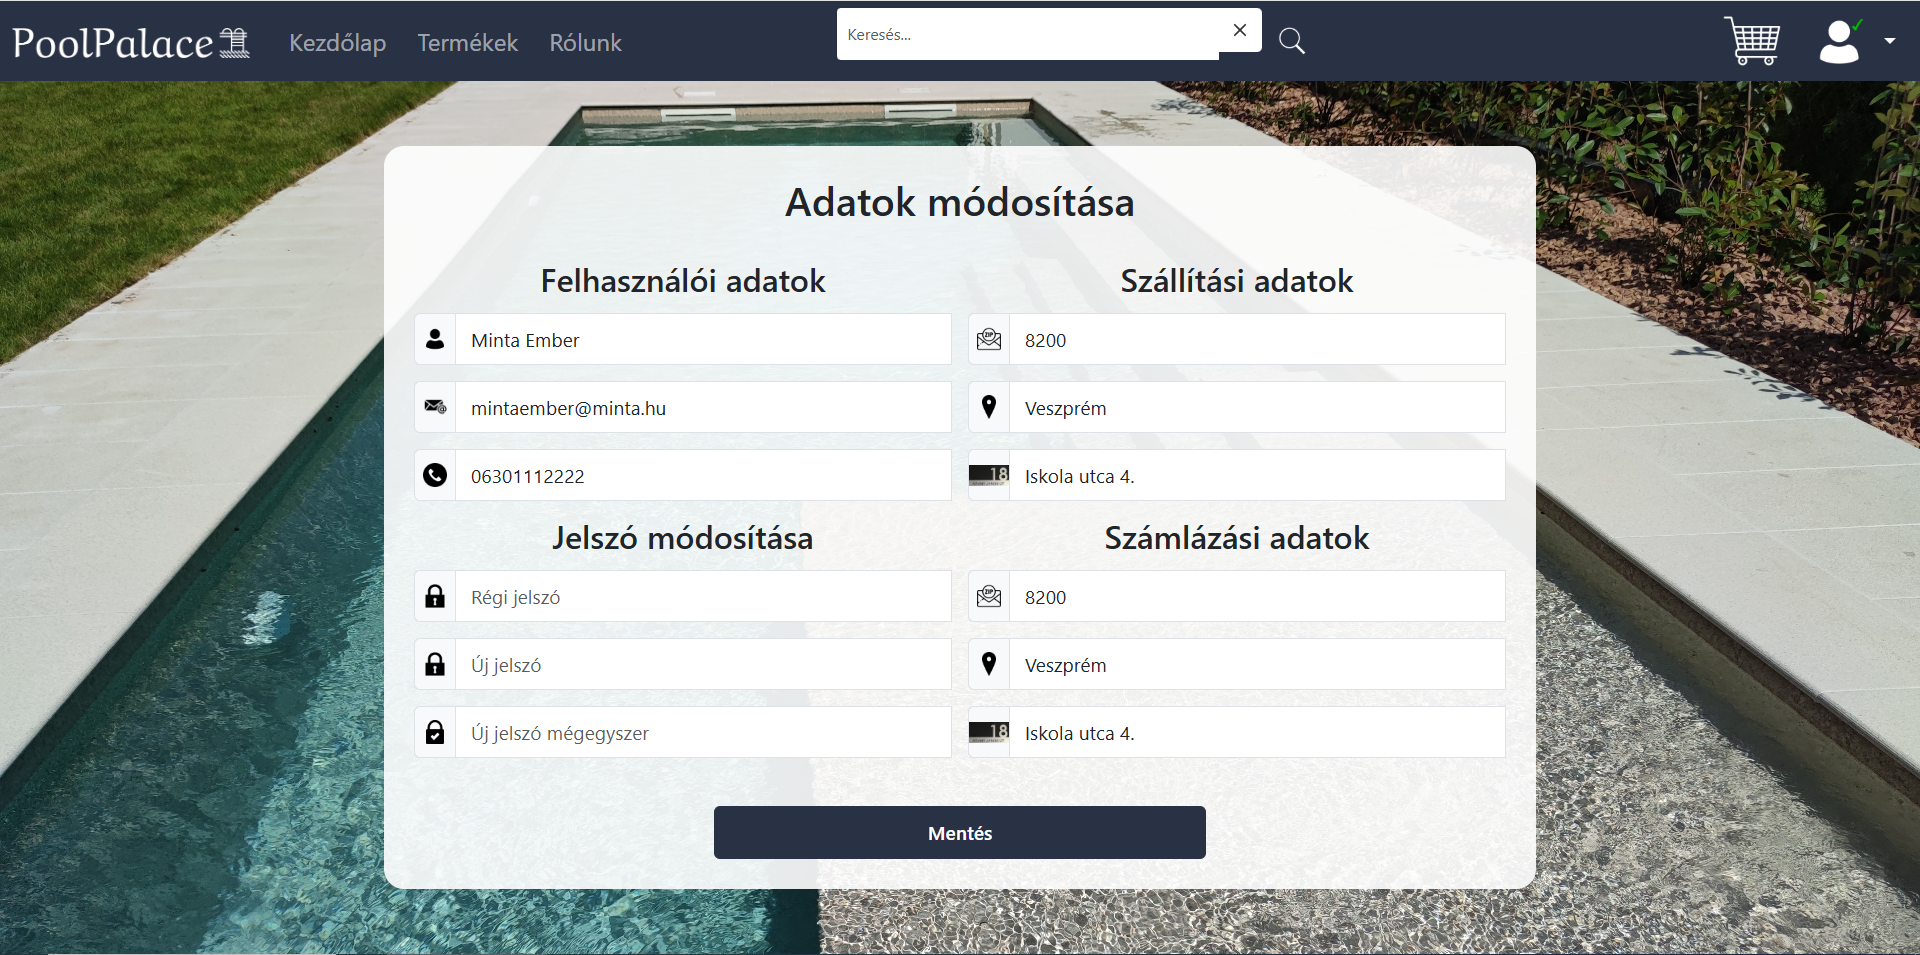 PoolPalace Kezdőlap Termékek Rólunk Keresés...
Adatok módosítása
Felhasználói adatok
Minta Ember
mintaember@minta.hu
06301112222
Szállítási adatok
ZIP 8200
Veszprém
18 Iskola utca 4.
Jelszó módosítása
Régi jelszó
Új jelszó
Új jelszó mégegyszer
Számlázási adatok
ZIP 8200
Veszprém
18 Iskola utca 4.
Mentés